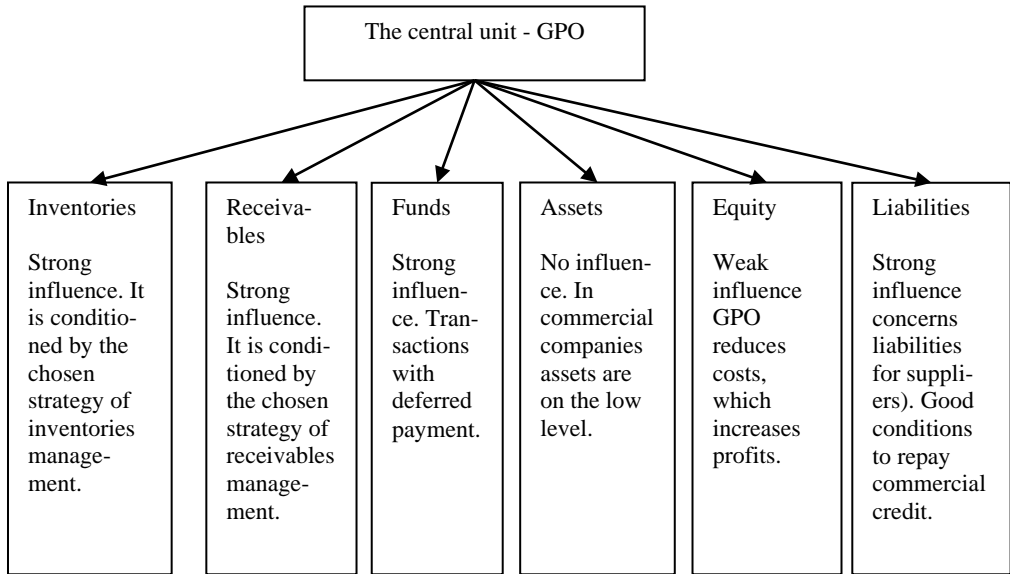 The central unit - GPO
Inventories
Strong
influence. It
is conditio-
ned by the
chosen
strategy of
inventories
manage-
ment.
Receiva-
bles
Strong
influence.
It is condi-
tioned by
the chosen
strategy of
receivables
manage-
ment.
Funds
Strong
influen-
ce. Tran-
sactions
with
deferred
payment.
Assets
No influen-
ce. In
commercial
companies
assets are
on the low
level.
Equity
Weak
influence
GPO
reduces
costs,
which
increases
profits.
Liabilities
Strong
influence
concerns
liabilities
for suppli-
ers). Good
conditions
to repay
commercial
credit.